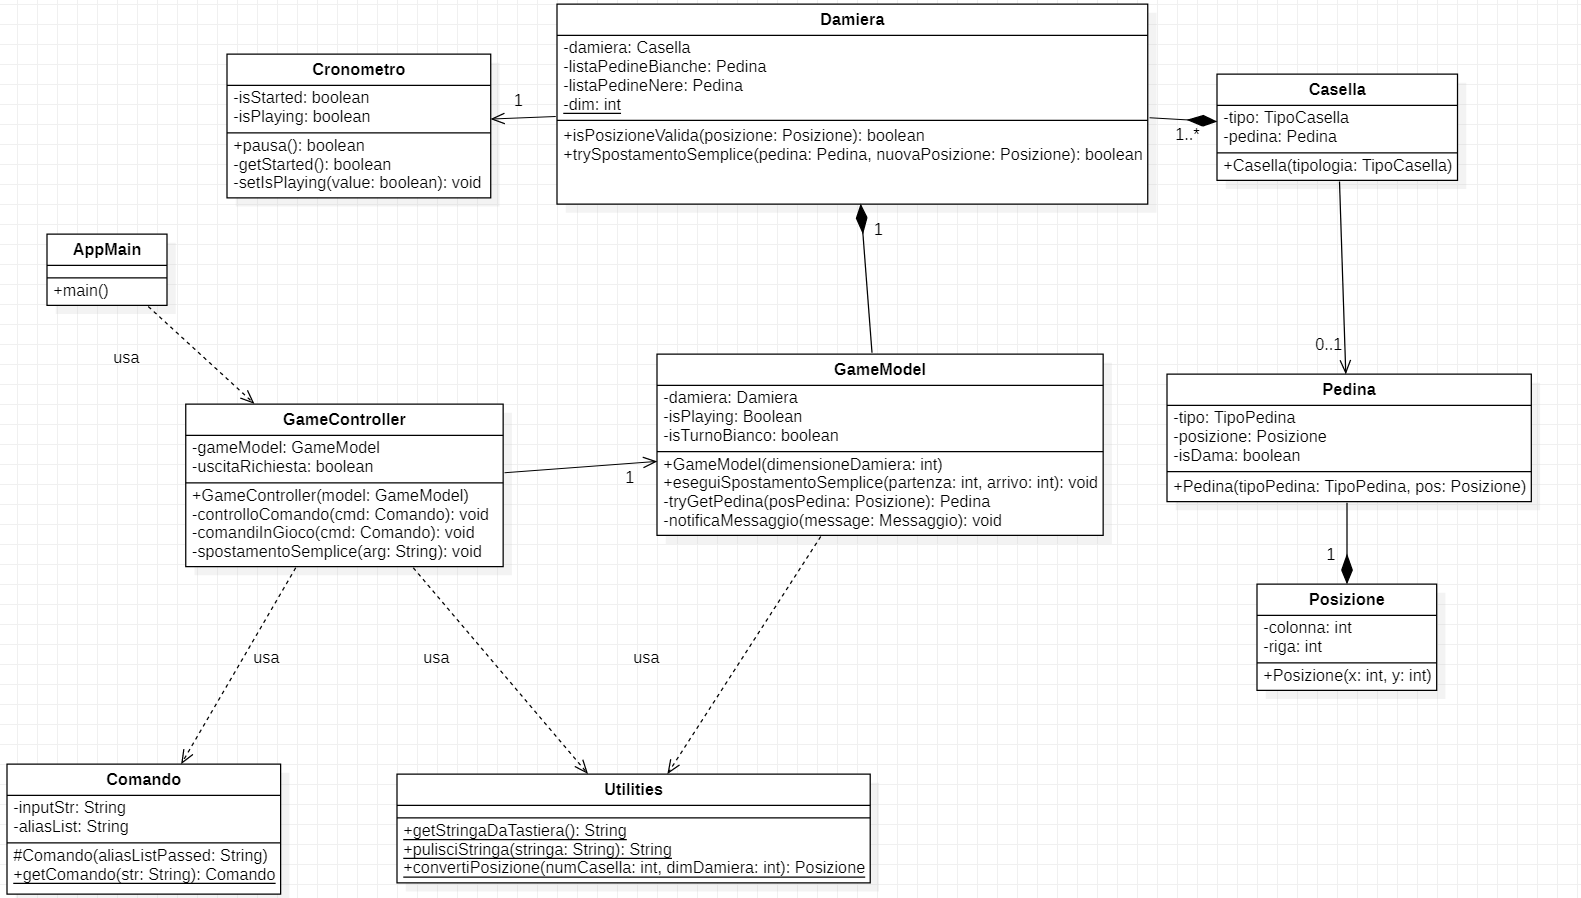 Damiera
-damiera: Casella
-listaPedineBianche: Pedina
-listaPedineNere: Pedina
-dim: int
+isPosizioneValida(posizione: Posizione): boolean
+trySpostamentoSemplice(pedina: Pedina, nuovaPosizione: Posizione): boolean
Cronometro
-isStarted: boolean
-isPlaying: boolean
+pausa(): boolean
-getStarted(): boolean
-setIsPlaying(value: boolean): void
1
Casella
-tipo: TipoCasella
-pedina: Pedina
+Casella(tipologia: TipoCasella)
1..*
1
AppMain
+main()
usa
0..1
GameModel
-damiera: Damiera
-isPlaying: Boolean
-isTurnoBianco: boolean
+GameModel(dimensioneDamiera: int)
+eseguiSpostamentoSemplice(partenza: int, arrivo: int): void
-tryGetPedina(posPedina: Posizione): Pedina
-notificaMessaggio(message: Messaggio): void
Pedina
-tipo: TipoPedina
-posizione: Posizione
-isDama: boolean
+Pedina(tipoPedina: TipoPedina, pos: Posizione)
GameController
-gameModel: GameModel
-uscitaRichiesta: boolean
+GameController(model: GameModel)
-controlloComando(cmd: Comando): void
-comandiInGioco(cmd: Comando): void
-spostamentoSemplice(arg: String): void
1
1
Posizione
-colonna: int
-riga: int
+Posizione(x: int, y: int)
usa
usa
usa
Comando
-inputStr: String
-aliasList: String
#Comando(aliasListPassed: String)
+getComando(str: String): Comando
Utilities
+getStringaDaTastiera(): String
+pulisciStringa(stringa: String): String
+convertiPosizione(numCasella: int, dimDamiera: int): Posizione